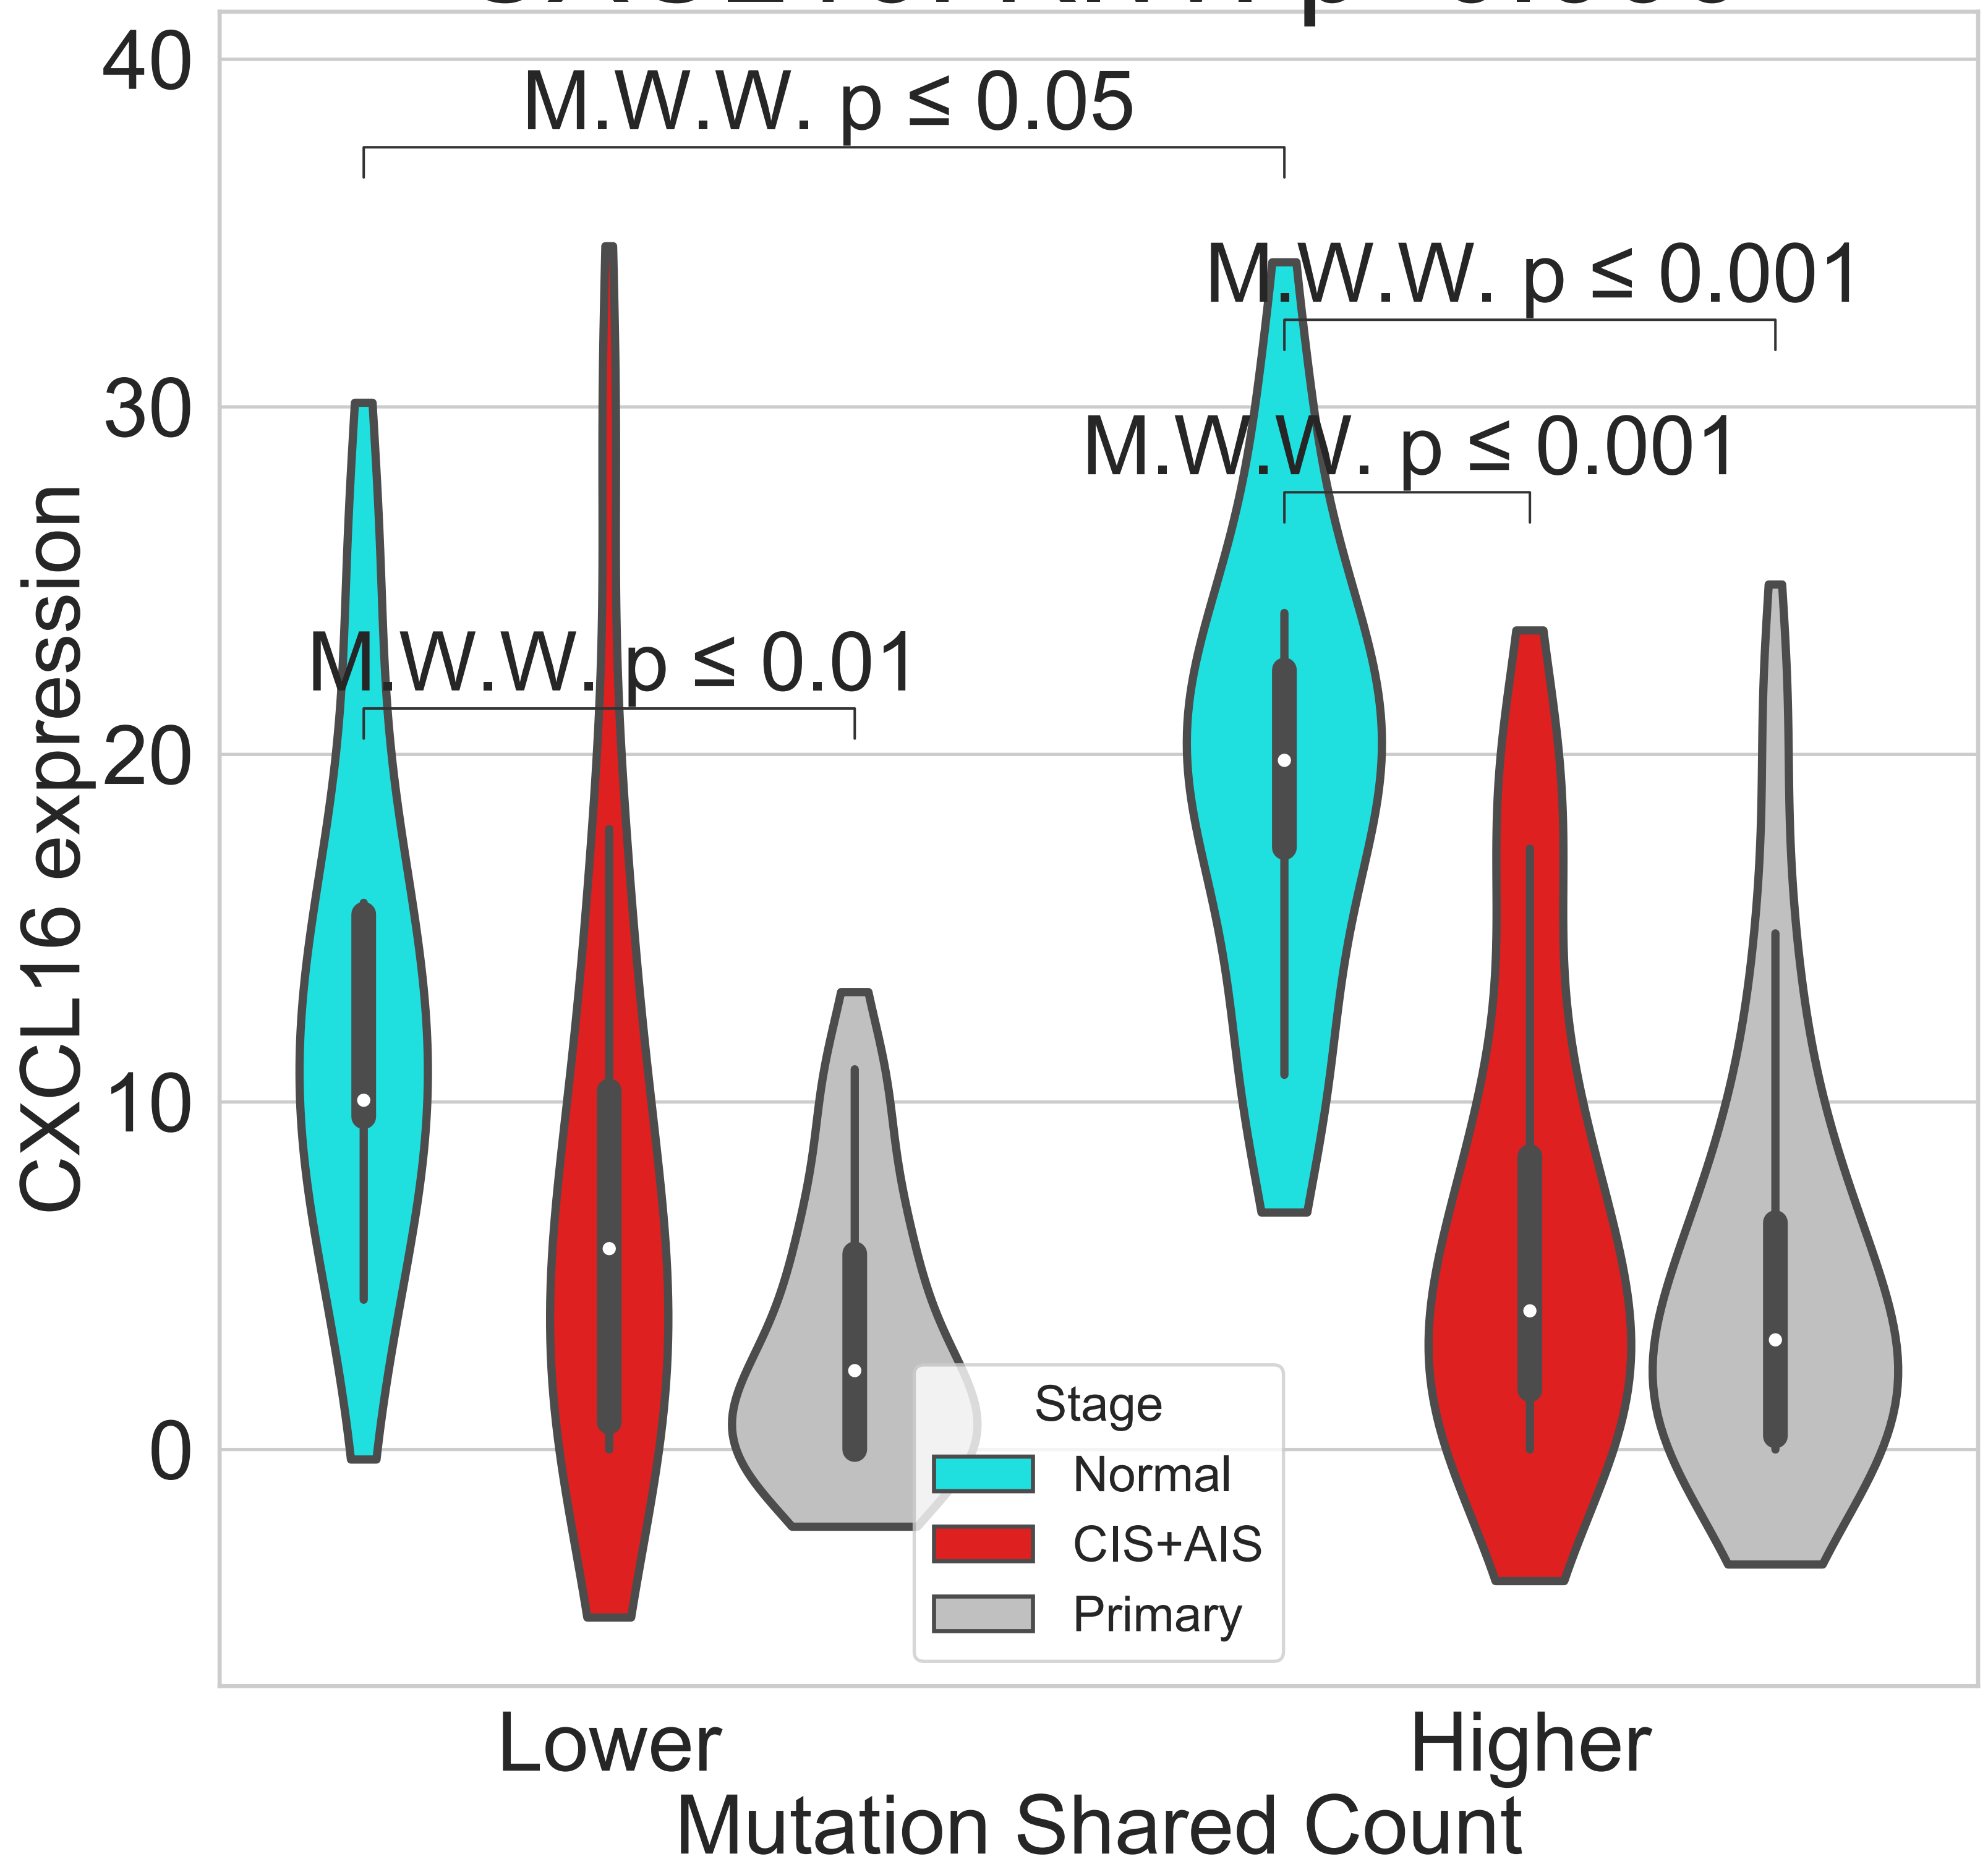 40
M.W.W. p ≤ 0.05
M.W.W. p ≤ 0.001
30
M.W.W. p ≤ 0.001
M.W.W. p ≤ 0.01
20
10
0
CXCL16 expression
Stage
Normal
CIS+AIS
Primary
Lower
Higher
Mutation Shared Count